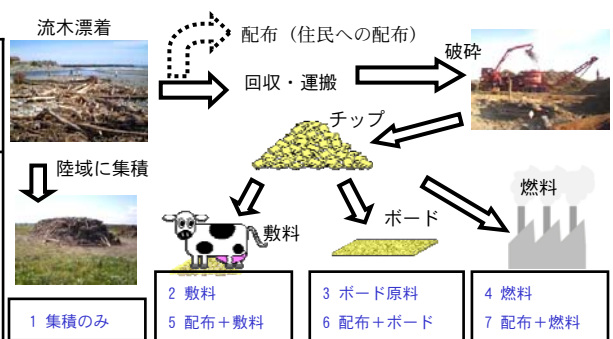 流木漂着
配布（住民への配布）
破砕
回収・運搬
チップ
陸域に集積
燃料
ボード
敷料
1 集積のみ
2 敷料
5 配布＋敷料
3 ボード原料
6 配布＋ボード
4 燃料
7 配布＋燃料